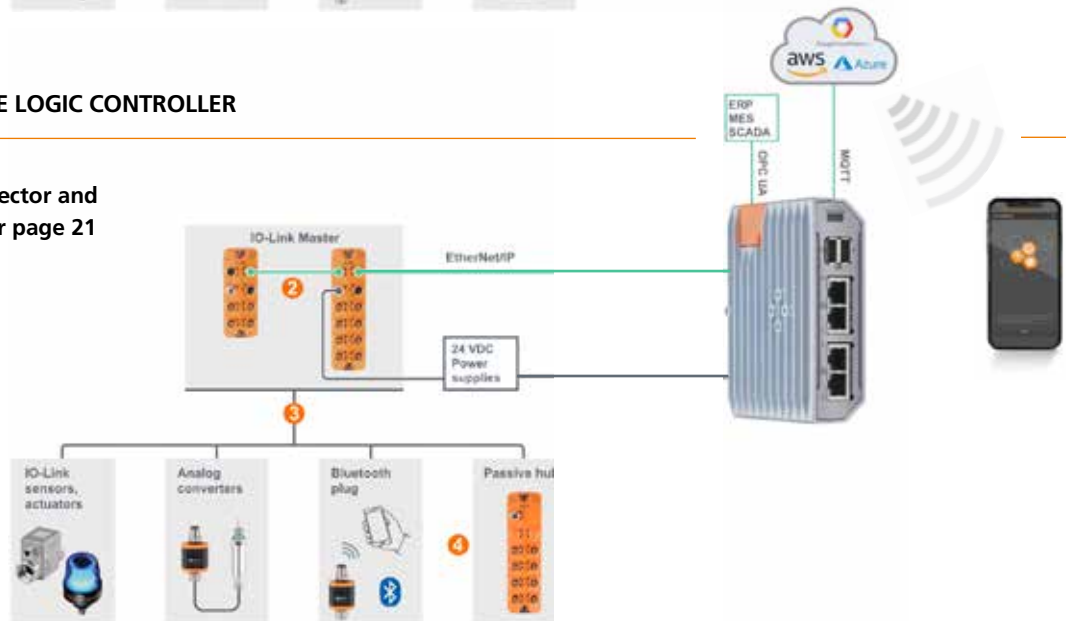 aws Azure
E LOGIC CONTROLLER
ERP
MES
SCADA
OPC UA
MQTT
ector and
r page 21
IO-Link Master
EtherNet/IP
2
24 VDC
Power
supplies
3
IO-Link
sensors,
actuators
Analog
converters
Bluetooth
plug
Passive hu
4